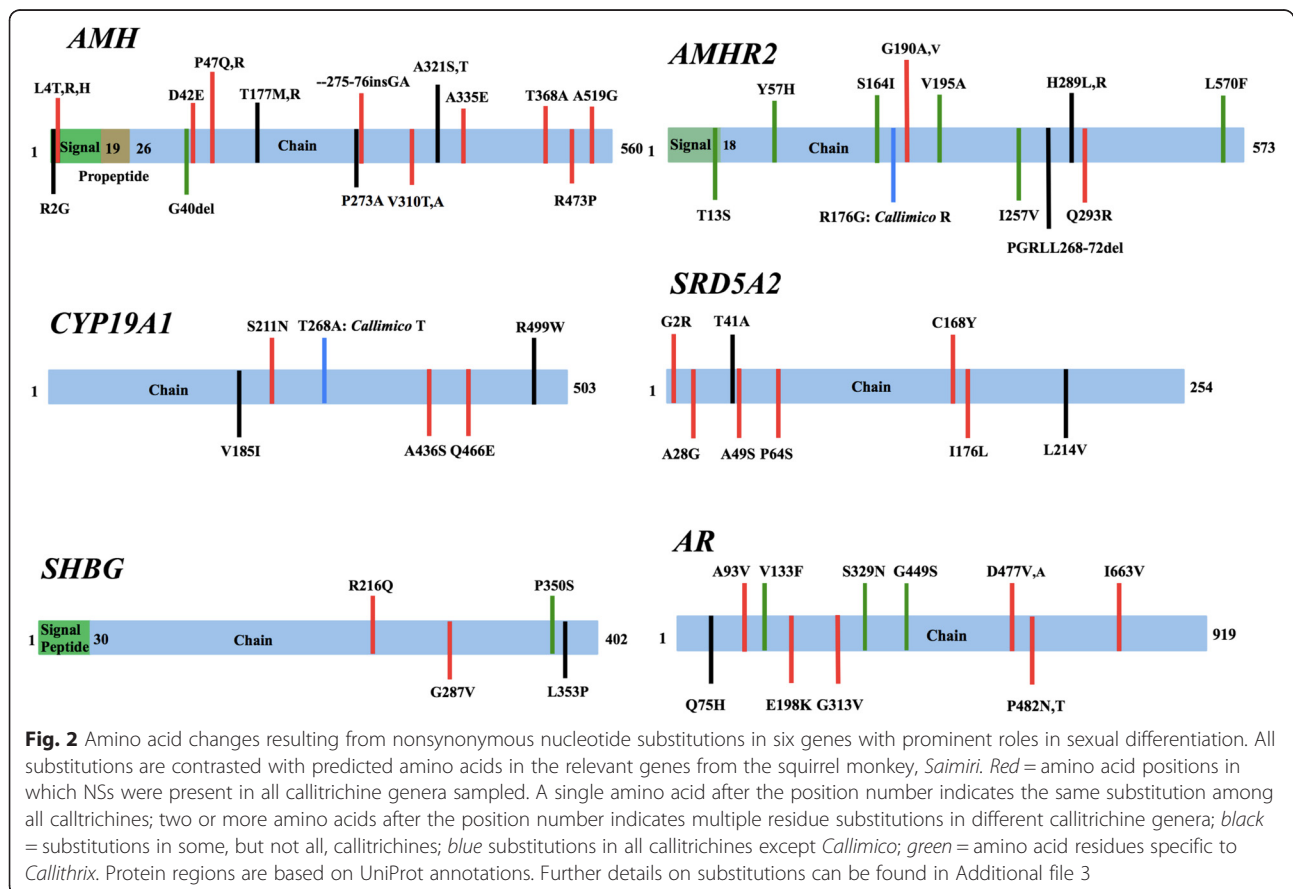 AMH
P47Q,R
--275-76insGA
A321S,T
L4T,R,H
D42E
T177M,R
A335E
T368A A519G
1
Signal
19
26
Chain
560
Propeptide
R2G
G40del
P273A
V310T,A
R473P
AMHR2
G190A,V
Y57H
S164I
V195A
H289L,R
L570F
1
Signal
18
Chain
573
T13S
R176G: Callimico R
I257V
Q293R
PGRLL268-72del
CYP19A1
S211N
T268A: Callimico T
R499W
1
Chain
503
V185I
A436S Q466E
SRD5A2
G2R
T41A
C168Y
1
Chain
254
A28G
A49S P64S
I176L
L214V
SHBG
R216Q
P350S
1
Signal
Peptide
30
Chain
402
G287V
L353P
AR
A93V
V133F
S329N G449S
D477V,A
I663V
1
Chain
919
Q75H
E198K G313V
P482N,T
Fig. 2 Amino acid changes resulting from nonsynonymous nucleotide substitutions in six genes with prominent roles in sexual differentiation. All
substitutions are contrasted with predicted amino acids in the relevant genes from the squirrel monkey, Saimiri. Red = amino acid positions in
which NSs were present in all callitrichine genera sampled. A single amino acid after the position number indicates the same substitution among
all calltrichines; two or more amino acids after the position number indicates multiple residue substitutions in different callitrichine genera; black
= substitutions in some, but not all, callitrichines; blue substitutions in all callitrichines except Callimico; green = amino acid residues specific to
Callithrix. Protein regions are based on UniProt annotations. Further details on substitutions can be found in Additional file 3